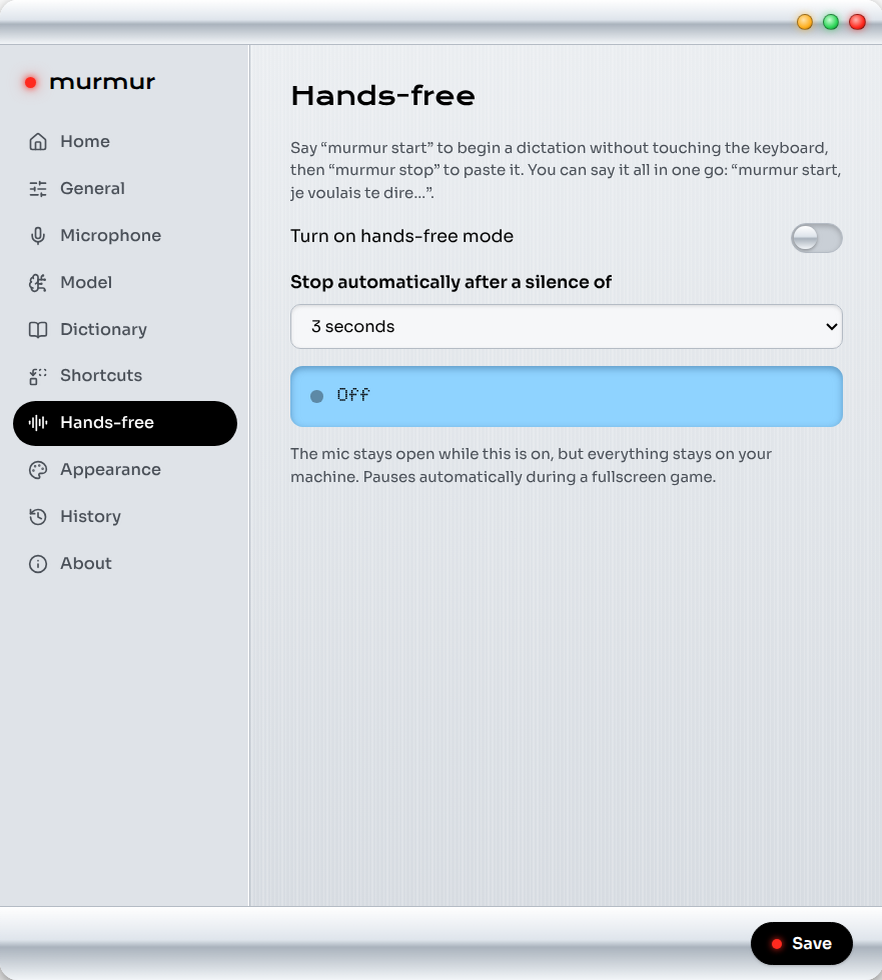 murmur
Home
General
Microphone
Model
Dictionary
Shortcuts
Hands-free
Appearance
History
About
Hands-free
Say “murmur start” to begin a dictation without touching the keyboard,
then “murmur stop” to paste it. You can say it all in one go: “murmur start,
je voulais te dire…”.
Turn on hands-free mode
Stop automatically after a silence of
3 seconds
Off
The mic stays open while this is on, but everything stays on your
machine. Pauses automatically during a fullscreen game.
Save